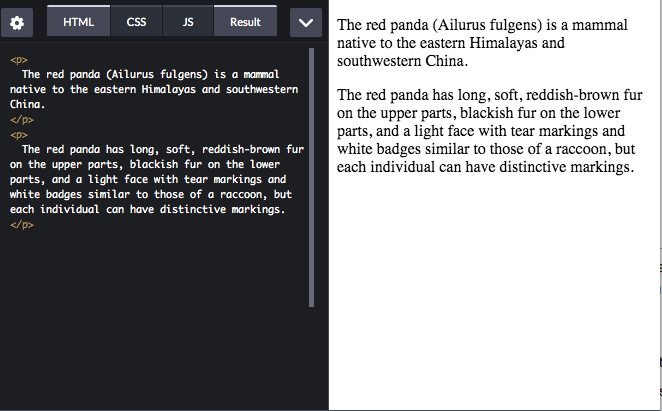 HTML CSS JS Result
<p>
The red panda (Ailurus fulgens) is a mammal
native to the eastern Himalayas and southwestern
China.
</p>
<p>
The red panda has long, soft, reddish-brown fur
on the upper parts, blackish fur on the lower
parts, and a light face with tear markings and
white badges similar to those of a raccoon, but
each individual can have distinctive markings.
</p>
The red panda (Ailurus fulgens) is a mammal
native to the eastern Himalayas and
southwestern China.
The red panda has long, soft, reddish-brown fur
on the upper parts, blackish fur on the lower
parts, and a light face with tear markings and
white badges similar to those of a raccoon, but
each individual can have distinctive markings.